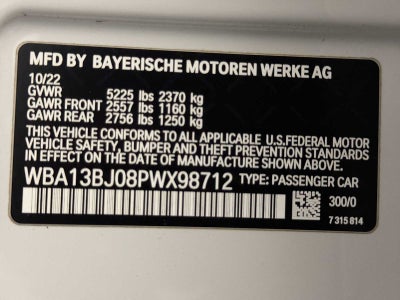 MFD BY BAYERISCHE MOTOREN WERKE AG
10/22
GVWR 5225 lbs 2370 kg
GAWR FRONT 2557 lbs 1160 kg
GAWR REAR 2756 lbs 1250 kg
THIS VEHICLE CONFORMS TO ALL APPLICABLE U.S.FEDERAL MOTOR
VEHICLE SAFETY, BUMPER AND THEFT PREVENTION STANDARDS
IN EFFECT ON THE DATE OF MANUFACTURE SHOWN ABOVE.
WBA13BJ08PWX98712 TYPE: PASSENGER CAR
300/0
7 315 814